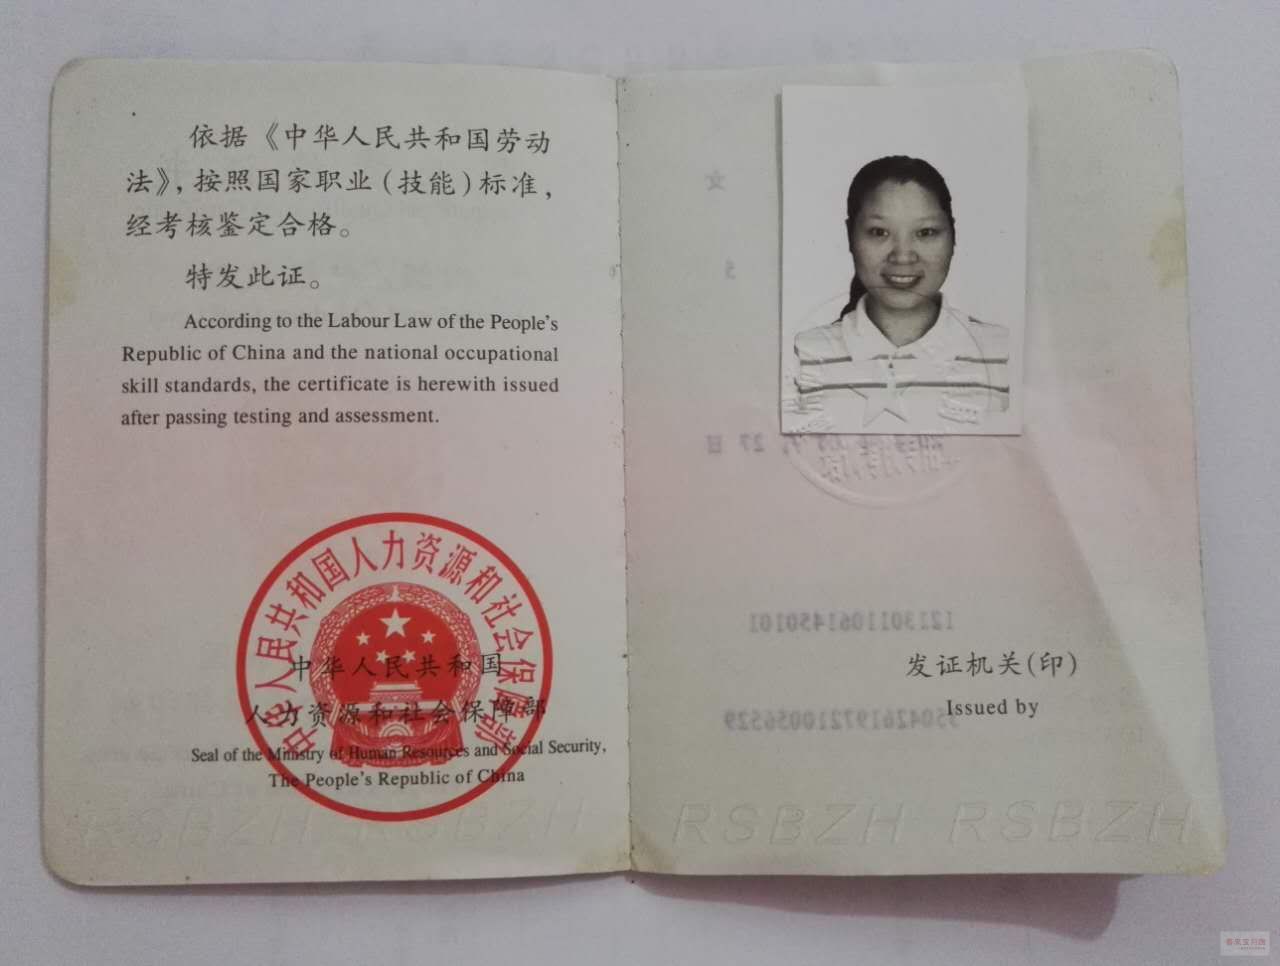 依据《中华人民共和国劳动
法》，按照国家职业（技能）标准，
经考核鉴定合格。
特发此证。
According to the Labour Law of the People's
Republic of China and the national occupational
skill standards, the certificate is herewith issued
after passing testing and assessment.
中华人民共和国人力资源和社会保障部
中华人民共和国
人力资源和社会保障部
Seal of the Ministry of Human Resources and Social Security,
The People's Republic of China
RSBZH RSBZH
发证机关(印)
Issued by
RSBZH RSBZH